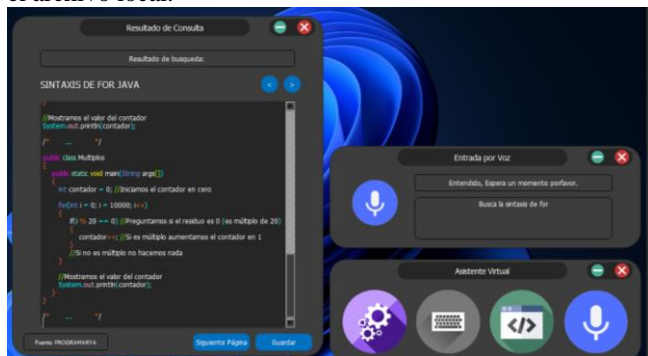 Resultado de Consulta
Resultado de busqueda:
SINTAXIS DE FOR JAVA
< >
}
//Mostramos el valor del contador
System.out.println(contador);
/* ... */
public class Multiplos
{
public static void main(String args[])
{
int contador = 0; //Iniciamos el contador en cero
for(int i = 0; i < 10000; i++)
{
if(i % 20 == 0) //Preguntamos si el residuo es 0 (es múltiplo de 20)
{
contador++; //Si es múltiplo aumentamos el contador en 1
}
//Si no es múltiplo no hacemos nada
}
//Mostramos el valor del contador
System.out.println(contador);
}
}
/* ... */
Fuente: PROGRAMARYA
Siguiente Página
Guardar
Entrada por Voz
Entendido, Espera un momento porfavor.
Busca la sintaxis de for
Asistente Virtual
</>